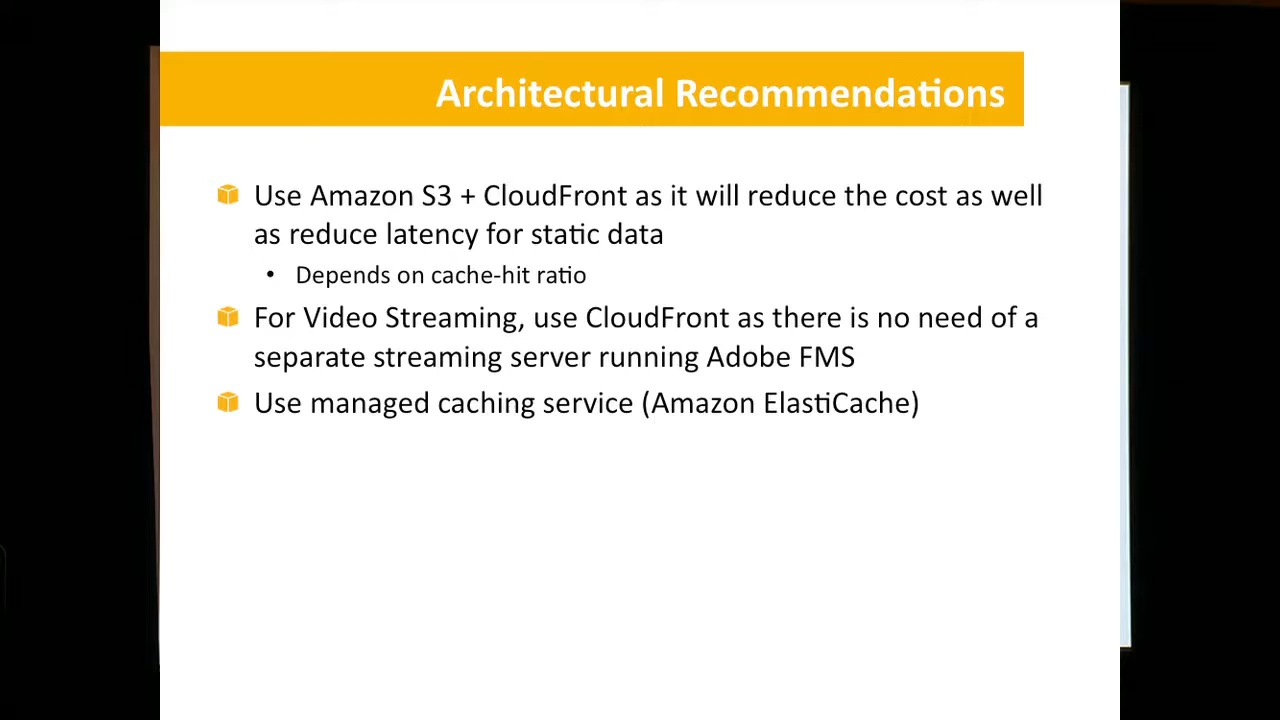 Architectural Recommendations
Use Amazon S3 + CloudFront as it will reduce the cost as well
as reduce latency for static data
• Depends on cache-hit ratio
For Video Streaming, use CloudFront as there is no need of a
separate streaming server running Adobe FMS
Use managed caching service (Amazon ElastiCache)